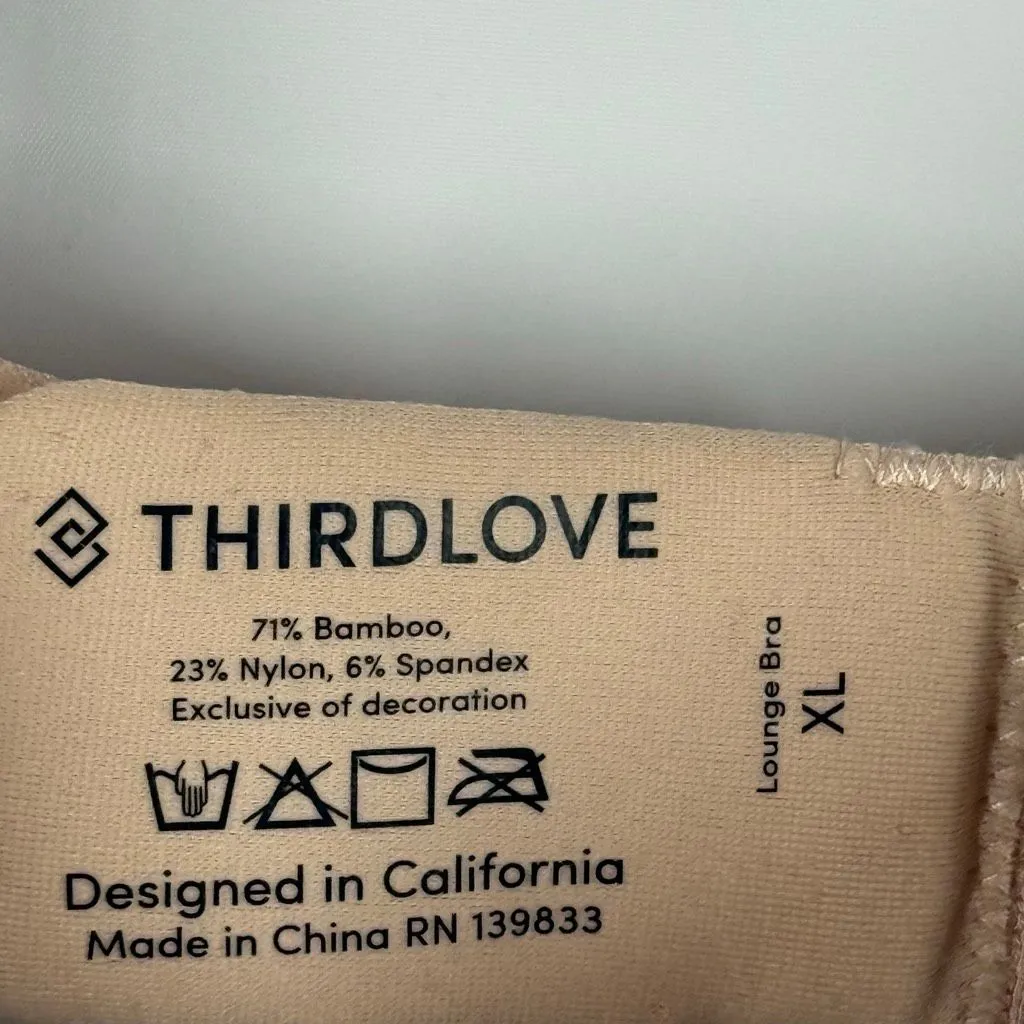 THIRDLOVE
71% Bamboo,
23% Nylon, 6% Spandex
Exclusive of decoration
Designed in California
Made in China RN 139833
Lounge Bra
XL